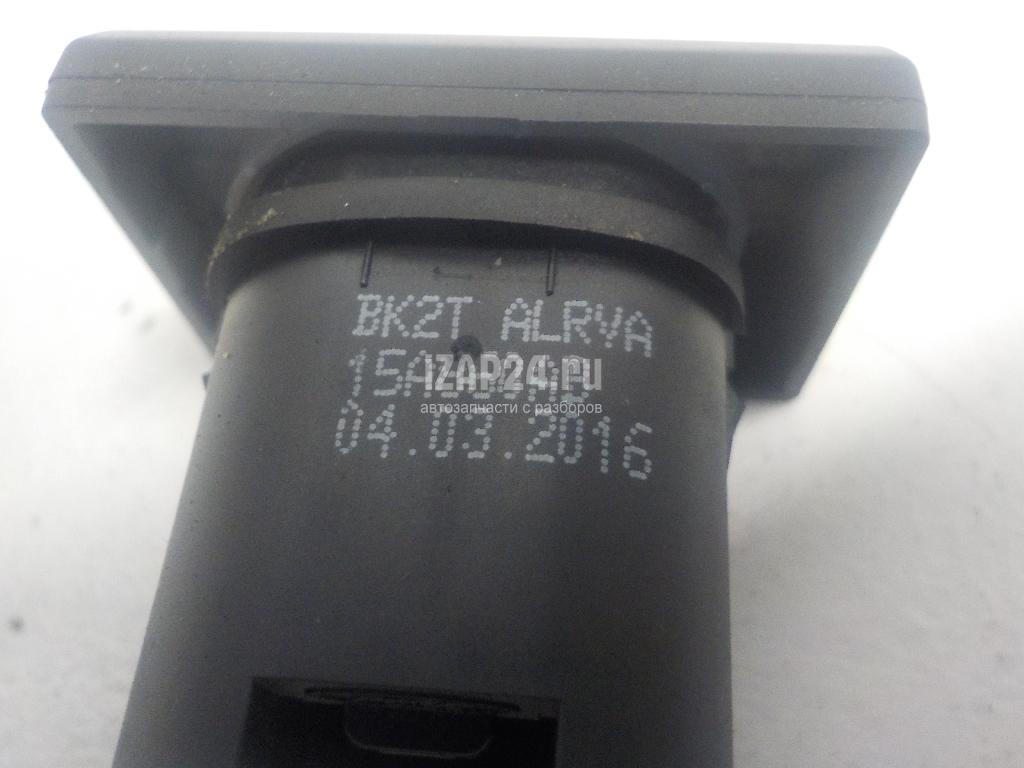 BK2T ALRVA
IZAP24.ru
автозапчасти с разборов
04.03.2016